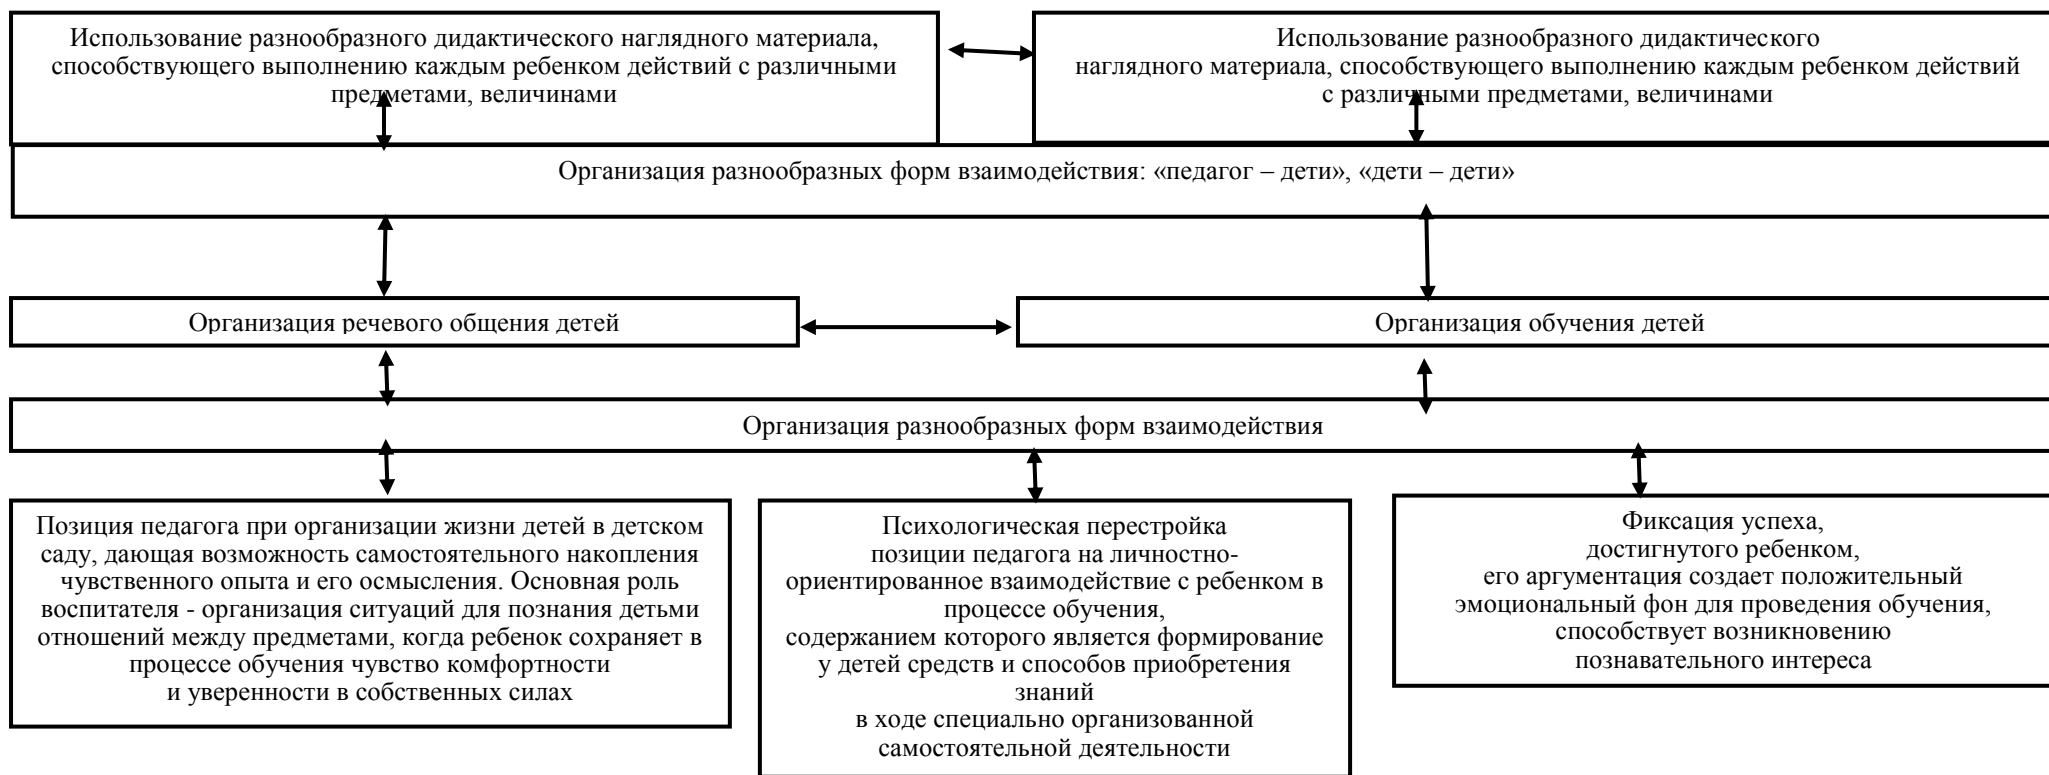 Использование разнообразного дидактического наглядного материала,
способствующего выполнению каждым ребенком действий с различными
предметами, величинами
Использование разнообразного дидактического
наглядного материала, способствующего выполнению каждым ребенком действий
с различными предметами, величинами
Организация разнообразных форм взаимодействия: «педагог – дети», «дети – дети»
Организация речевого общения детей
Организация обучения детей
Организация разнообразных форм взаимодействия
Позиция педагога при организации жизни детей в детском
саду, дающая возможность самостоятельного накопления
чувственного опыта и его осмысления. Основная роль
воспитателя - организация ситуаций для познания детьми
отношений между предметами, когда ребенок сохраняет в
процессе обучения чувство комфортности
и уверенности в собственных силах
Психологическая перестройка
позиции педагога на личностно-
ориентированное взаимодействие с ребенком в
процессе обучения,
содержанием которого является формирование
у детей средств и способов приобретения
знаний
в ходе специально организованной
самостоятельной деятельности
Фиксация успеха,
достигнутого ребенком,
его аргументация создает положительный
эмоциональный фон для проведения обучения,
способствует возникновению
познавательного интереса